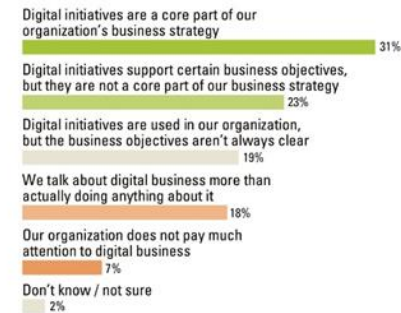 Digital initiatives are a core part of our
organization's business strategy
31%
Digital initiatives support certain business objectives,
but they are not a core part of our business strategy
23%
Digital initiatives are used in our organization,
but the business objectives aren't always clear
19%
We talk about digital business more than
actually doing anything about it
18%
Our organization does not pay much
attention to digital business
7%
Don't know / not sure
2%